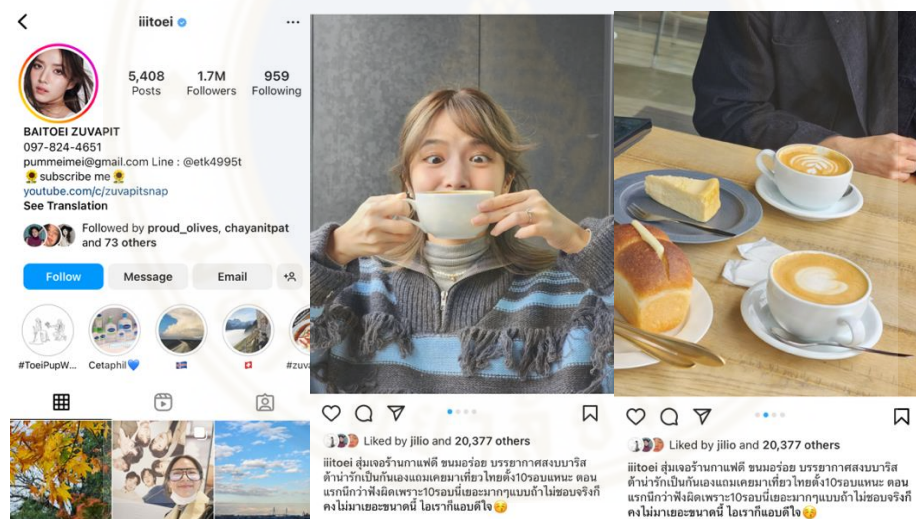 iiitoei
5,408
Posts
1.7M
Followers
959
Following
BAITOEI ZUVAPIT
097-824-4651
pummeimei@gmail.com Line : @etk4995t
🌻subscribe me🌻
youtube.com/c/zuvapitsnap
See Translation
Followed by proud_olives, chayanitpat
and 73 others
Follow
Message
Email
#ToeiPupW...
Cetaphil💙
🇮🇸
🇨🇭
#zuva
Liked by jilio and 20,377 others
iiitoei สุ่มเจอร้านกาแฟดี ขนมอร่อย บรรยากาศสงบบาริส
ต้าน่ารักเป็นกันเองแถมเคยมาเที่ยวไทยตั้ง10รอบแหนะ ตอน
แรกนึกว่าฟังผิดเพราะ10รอบนี่เยอะมากๆแบบถ้าไม่ชอบจริงก็
คงไม่มาเยอะขนาดนี้ ไอเราก็แอบดีใจ😚
Liked by jilio and 20,377 others
iiitoei สุ่มเจอร้านกาแฟดี ขนมอร่อย บรรยากาศสงบบาริส
ต้าน่ารักเป็นกันเองแถมเคยมาเที่ยวไทยตั้ง10รอบแหนะ ตอน
แรกนึกว่าฟังผิดเพราะ10รอบนี่เยอะมากๆแบบถ้าไม่ชอบจริงก็
คงไม่มาเยอะขนาดนี้ ไอเราก็แอบดีใจ😚